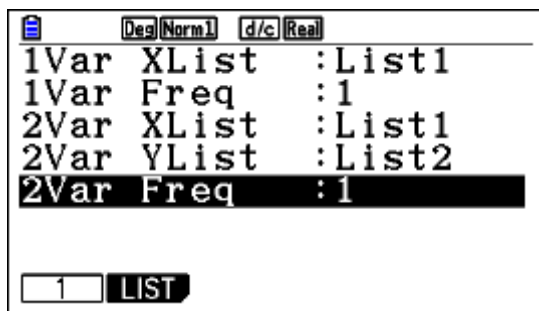 Deg Norm1 d/c Real
1Var XList :List1
1Var Freq :1
2Var XList :List1
2Var YList :List2
2Var Freq :1
1 LIST